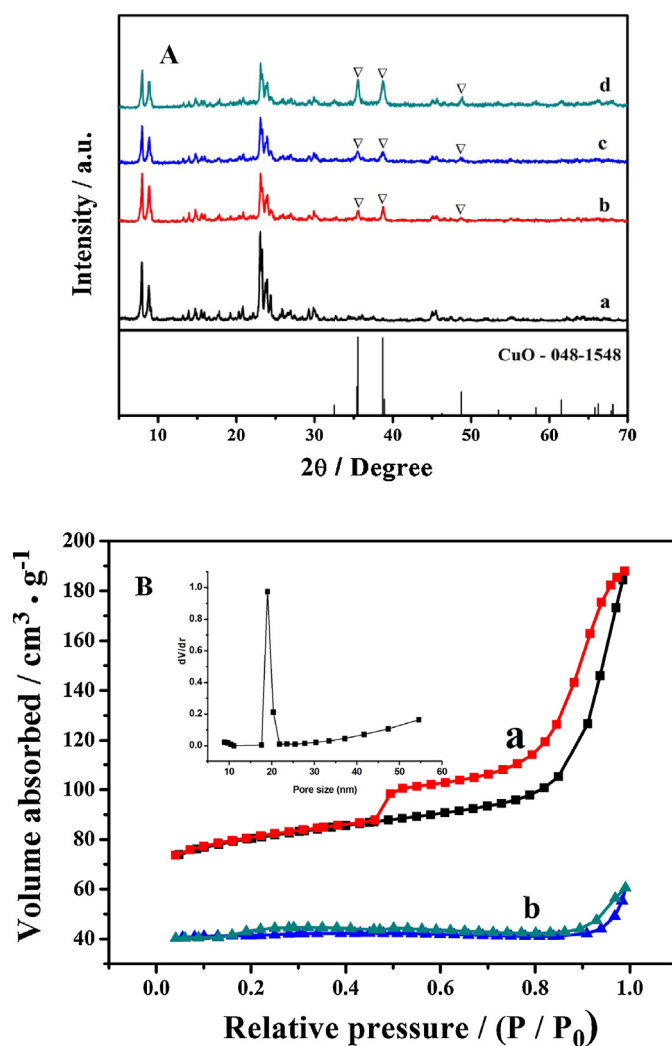 A
d
c
b
a
Intensity / a.u.
CuO - 048-1548
10 20 30 40 50 60 70
2θ / Degree
B
200
180
160
140
120
100
80
60
40
Volume absorbed / cm³ • g⁻¹
1.0
0.8
0.6
0.4
0.2
0.0
dV/dr
10 20 30 40 50 60
Pore size (nm)
a
b
0.0 0.2 0.4 0.6 0.8 1.0
Relative pressure / (P / P₀)